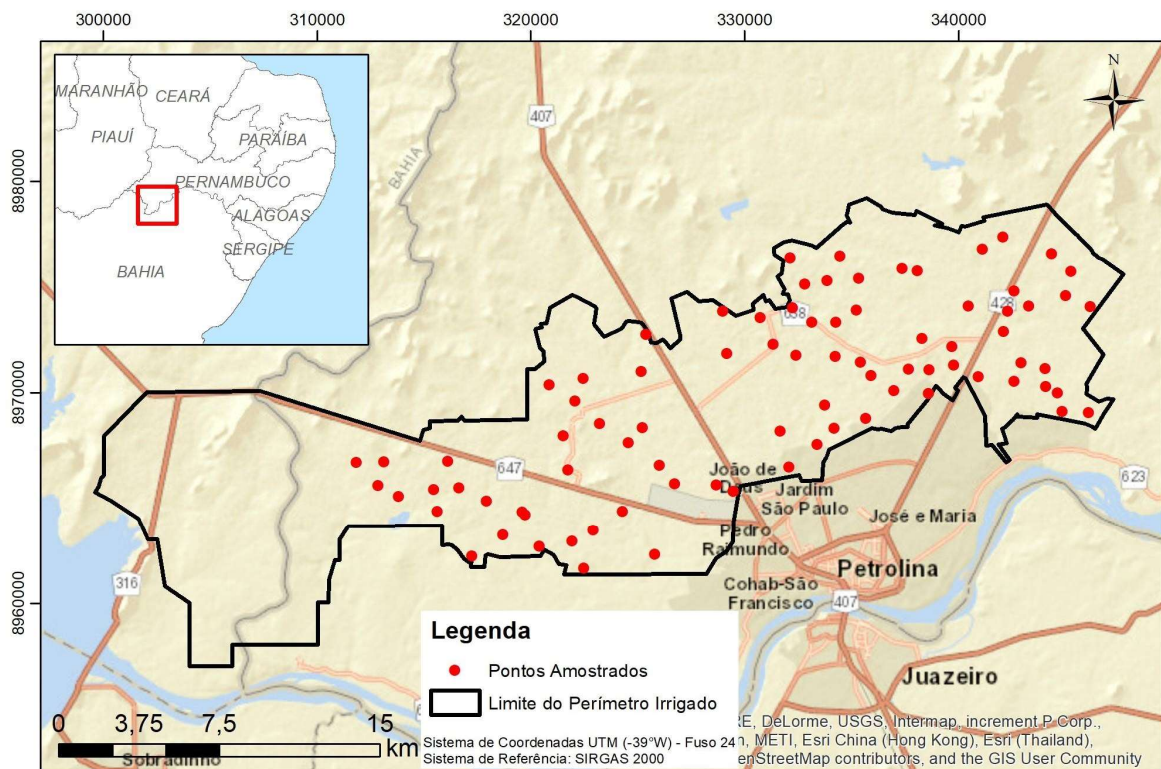 300000
310000
320000
330000
340000
8980000
8970000
8960000
N
MARANHÃO
CEARÁ
PIAUÍ
PARAÍBA
PERNAMBUCO
ALAGOAS
SERGIPE
BAHIA
BAHIA
407
428
638
647
623
316
João de
Deus
Jardim
São Paulo
José e Maria
Pedro
Raimundo
Petrolina
Cohab-São
Francisco
407
Juazeiro
Sobradinho
Legenda
Pontos Amostrados
Limite do Perímetro Irrigado
Sistema de Coordenadas UTM (-39°W) - Fuso 24
Sistema de Referência: SIRGAS 2000
0 3,75 7,5 15
km
RE, DeLorme, USGS, Intermap, increment P Corp.,
n, METI, Esri China (Hong Kong), Esri (Thailand),
enStreetMap contributors, and the GIS User Community